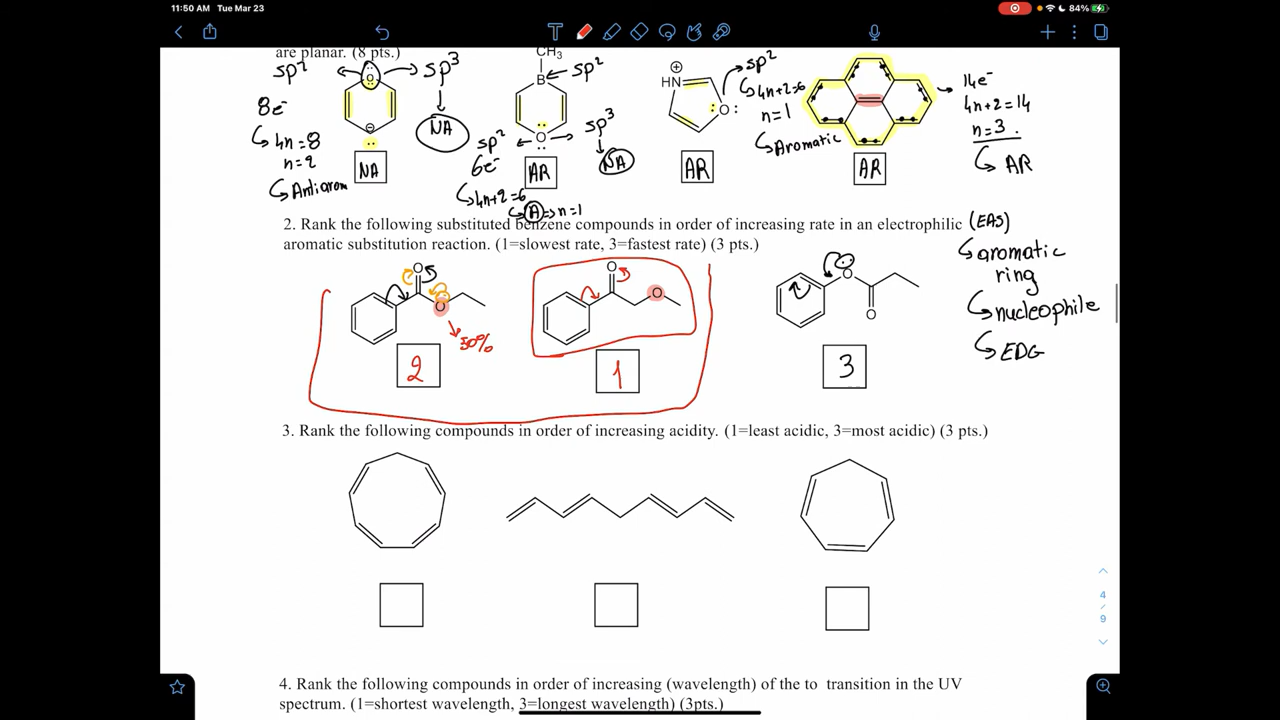 11:50 AM Tue Mar 23
84%
are planar. (8 pts.)
sp² O sp³
8e⁻
4n=8
n=2
Antiarom
NA
NA
CH₃
B sp²
O
sp² sp³
6e⁻
4n+2=6
A => n=1
NA
AR
HN ⊕
O: sp²
4n+2=6
n=1
Aromatic
AR
14e⁻
4n+2=14
n=3.
AR
AR
2. Rank the following substituted benzene compounds in order of increasing rate in an electrophilic (EAS)
aromatic substitution reaction. (1=slowest rate, 3=fastest rate) (3 pts.)
aromatic
ring
nucophile
EDG
O
O
50%
2
O
O
1
O
O
3
3. Rank the following compounds in order of increasing acidity. (1=least acidic, 3=most acidic) (3 pts.)
4
/
9
4. Rank the following compounds in order of increasing (wavelength) of the to transition in the UV
spectrum. (1=shortest wavelength, 3=longest wavelength) (3pts.)